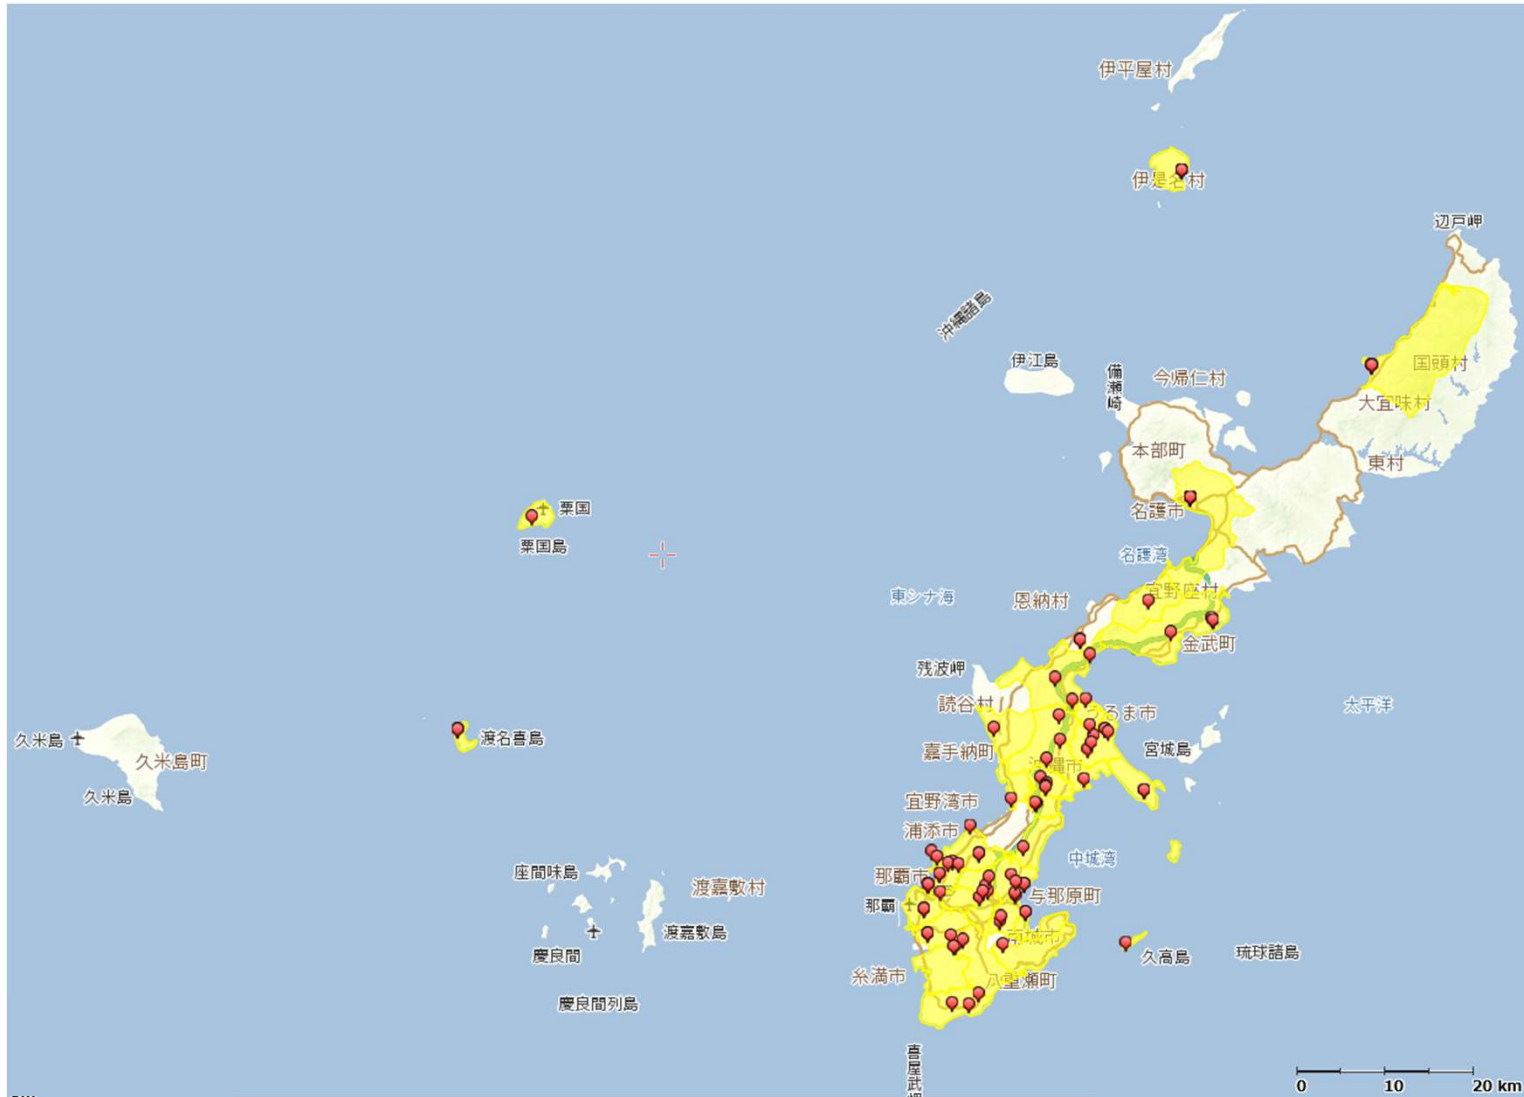 伊平屋村
伊是名村
辺戸岬
沖縄諸島
伊江島
備瀬崎
今帰仁村
国頭村
大宜味村
本部町
東村
名護市
粟国
粟国島
名護湾
宜野座村
東シナ海
恩納村
金武町
残波岬
読谷村
うるま市
太平洋
久米島
久米島町
渡名喜島
嘉手納町
宮城島
沖縄市
久米島
宜野湾市
浦添市
中城湾
座間味島
那覇市
渡嘉敷村
与那原町
那覇
渡嘉敷島
南城市
慶良間
久高島
琉球諸島
糸満市
八重瀬町
慶良間列島
喜屋武岬
0 10 20 km